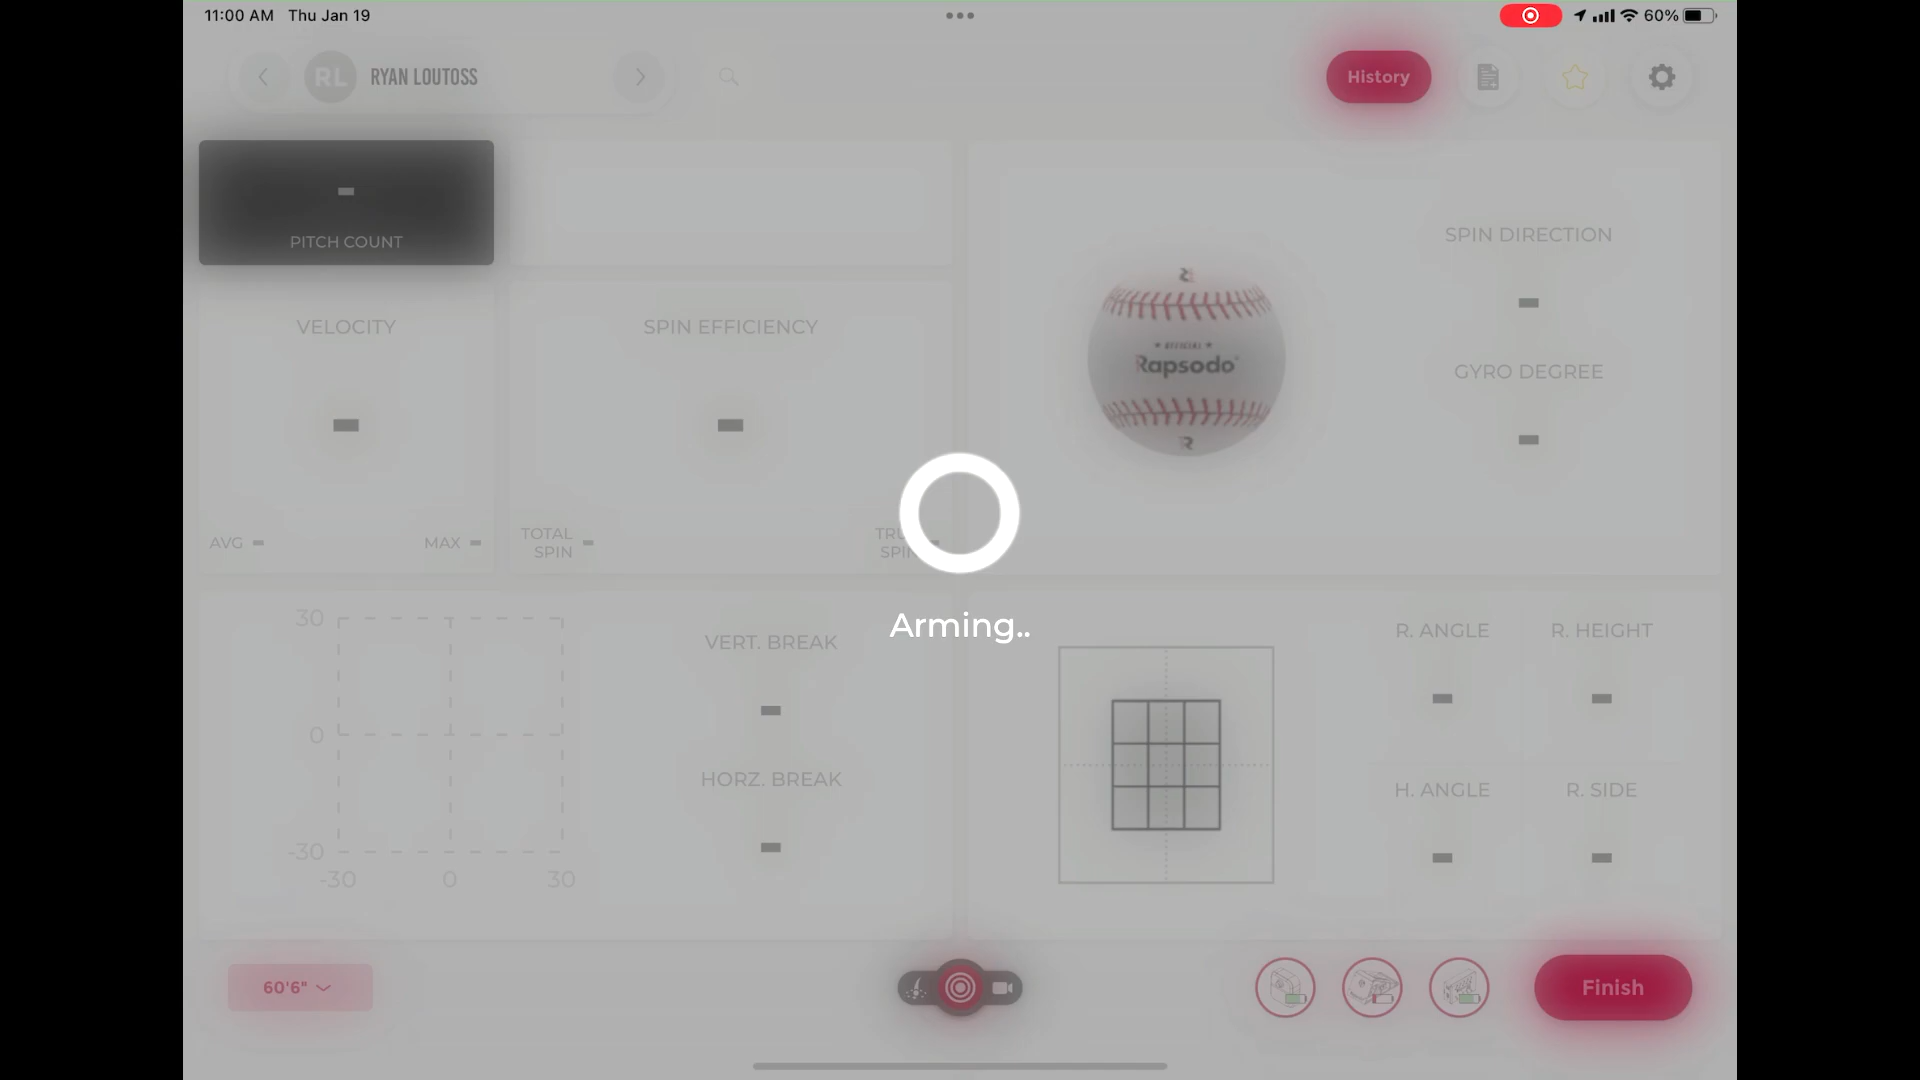 11:00 AM Thu Jan 19
60%
RL RYAN LOUTOSS
History
-
PITCH COUNT
VELOCITY
-
AVG -
MAX -
SPIN EFFICIENCY
-
TOTAL SPIN -
SPIN DIRECTION
-
GYRO DEGREE
-
R
★ OFFICIAL ★
Rapsodo
R
Arming..
30
0
-30
-30 0 30
VERT. BREAK
-
HORZ. BREAK
-
R. ANGLE
-
R. HEIGHT
-
H. ANGLE
-
R. SIDE
-
60'6"
Finish